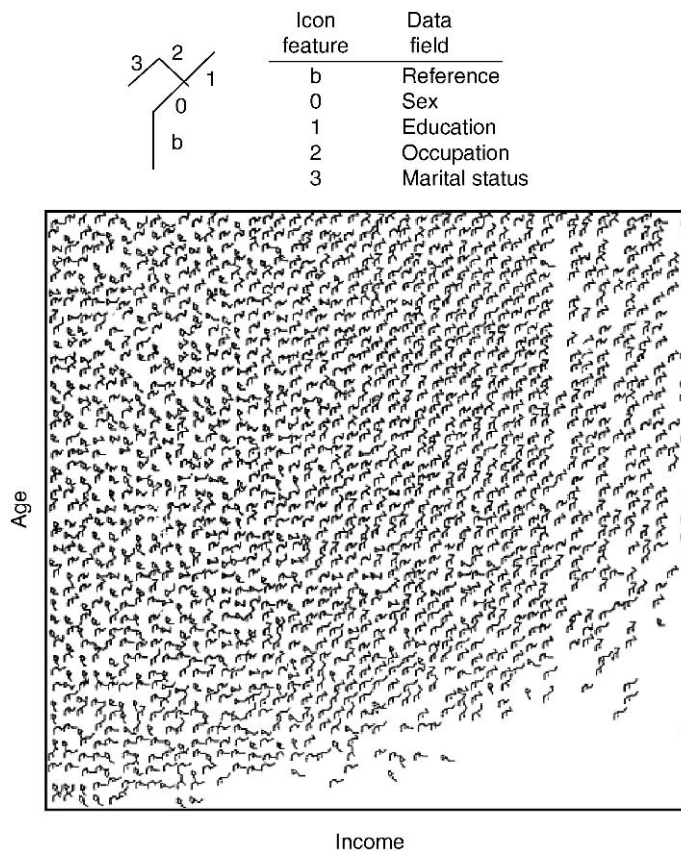 Icon feature Data field
b Reference
0 Sex
1 Education
2 Occupation
3 Marital status
3 2 1 0 b
Age
Income